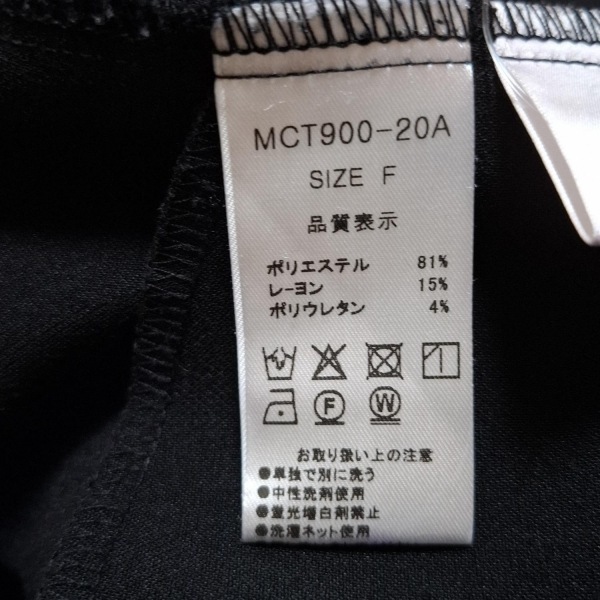 MCT900-20A
SIZE F
品質表示
ポリエステル 81%
レーヨン 15%
ポリウレタン 4%
F
W
お取り扱い上の注意
●単独で別に洗う
●中性洗剤使用
●蛍光増白剤禁止
●洗濯ネット使用